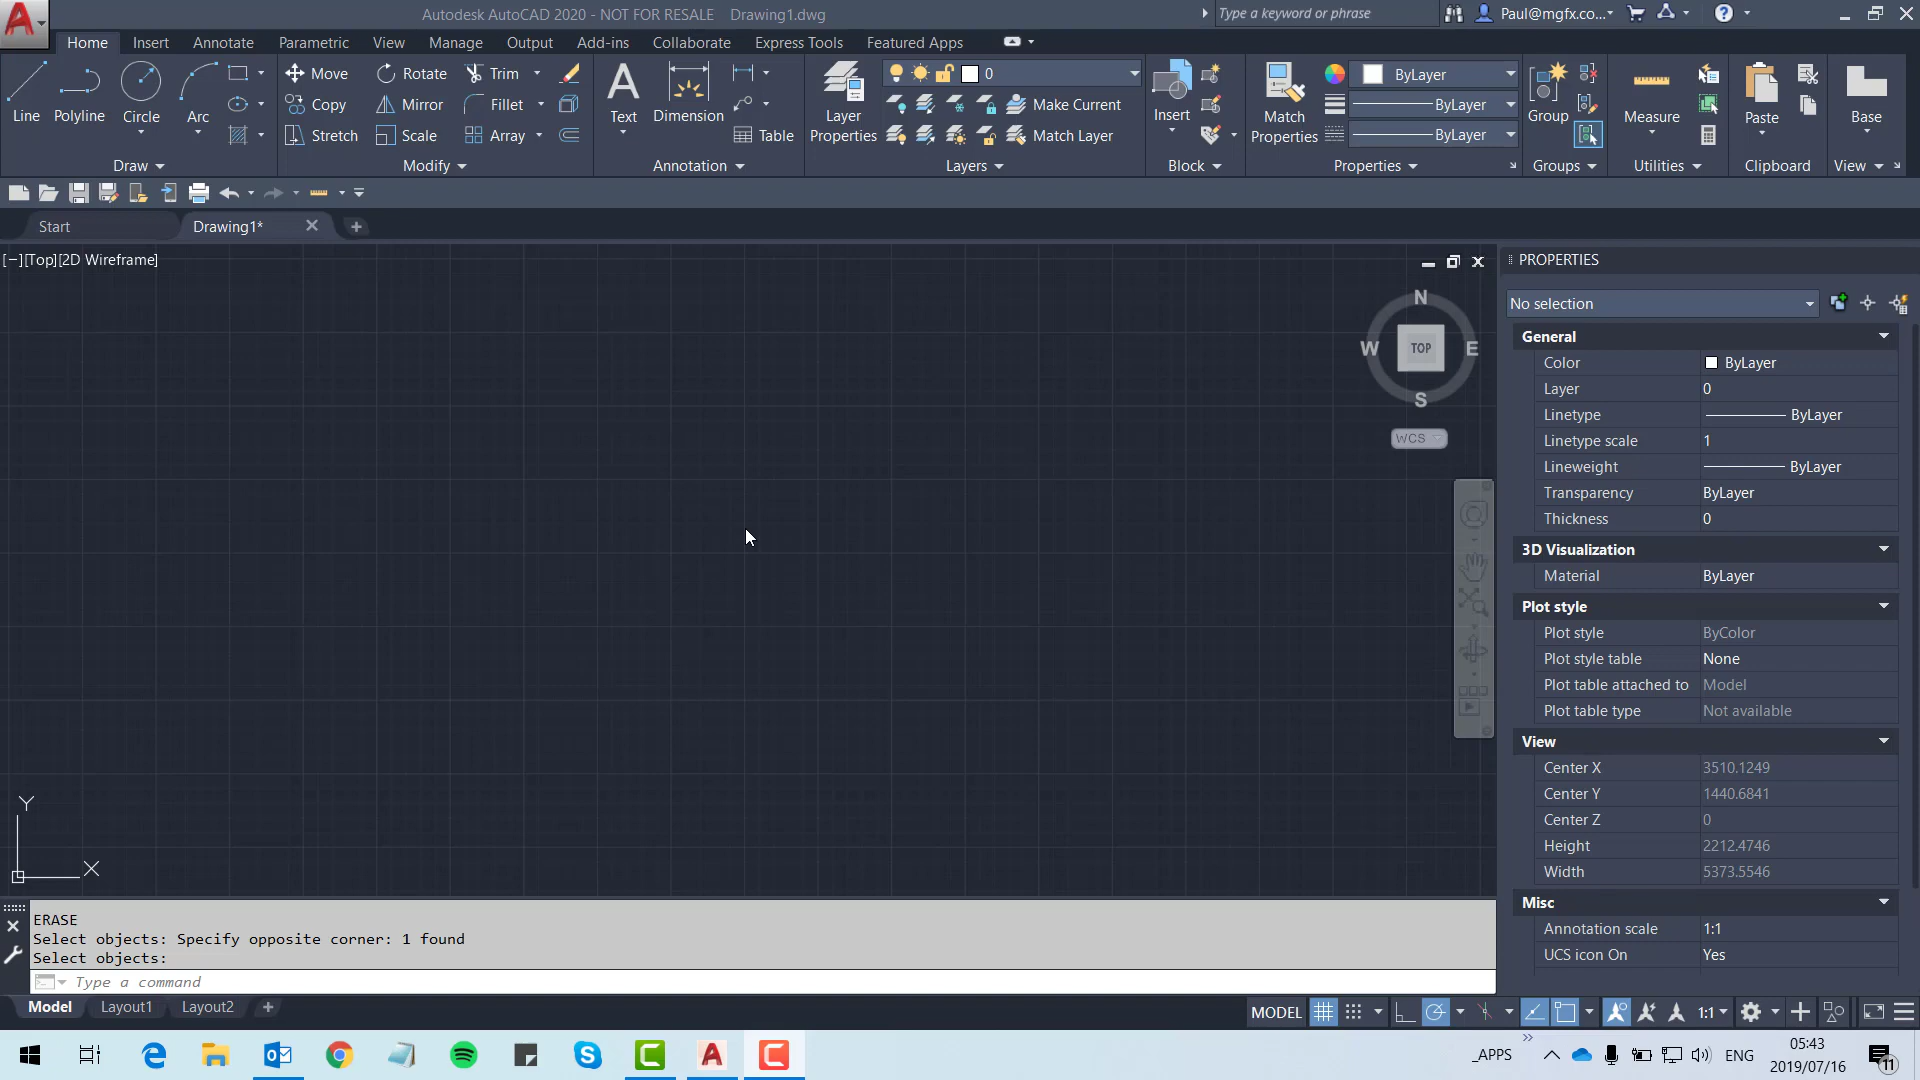 Autodesk AutoCAD 2020 - NOT FOR RESALE Drawing1.dwg
Type a keyword or phrase
Paul@mgfx.co...
Home Insert Annotate Parametric View Manage Output Add-ins Collaborate Express Tools Featured Apps
Line
Polyline
Circle
Arc
Draw
Move
Copy
Stretch
Rotate
Mirror
Scale
Trim
Fillet
Array
Modify
Text
Dimension
Table
Annotation
Layer
Properties
0
Make Current
Match Layer
Layers
Insert
Block
Match
Properties
ByLayer
ByLayer
ByLayer
Properties
Group
Groups
Measure
Utilities
Paste
Clipboard
Base
View
Start
Drawing1*
[−][Top][2D Wireframe]
N
W
TOP
E
S
WCS
Y
X
PROPERTIES
No selection
General
Color ByLayer
Layer 0
Linetype ByLayer
Linetype scale 1
Lineweight ByLayer
Transparency ByLayer
Thickness 0
3D Visualization
Material ByLayer
Plot style
Plot style ByColor
Plot style table None
Plot table attached to Model
Plot table type Not available
View
Center X 3510.1249
Center Y 1440.6841
Center Z 0
Height 2212.4746
Width 5373.5546
Misc
Annotation scale 1:1
UCS icon On Yes
ERASE
Select objects: Specify opposite corner: 1 found
Select objects:
Type a command
Model
Layout1
Layout2
MODEL
1:1
_APPS
ENG
05:43
2019/07/16
11